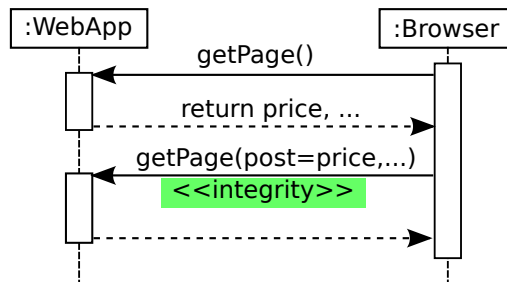 :WebApp
:Browser
getPage()
return price, ...
getPage(post=price,...)
<<integrity>>